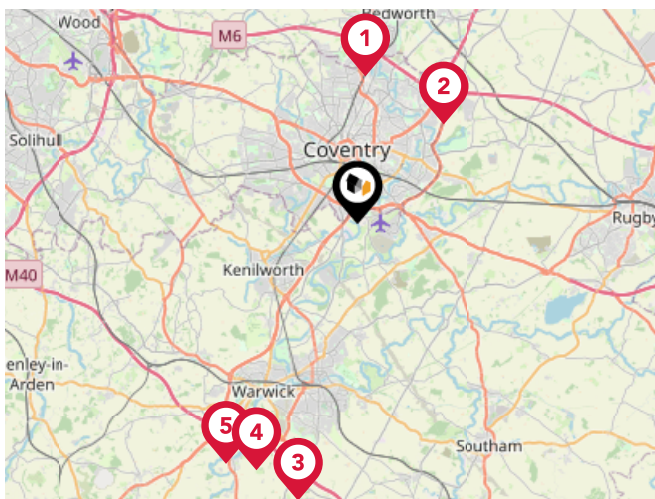 Wood
M6
Bedworth
1
2
Solihull
Coventry
Rugby
M40
Kenilworth
enley-in-
Arden
Warwick
5
4
3
Southam